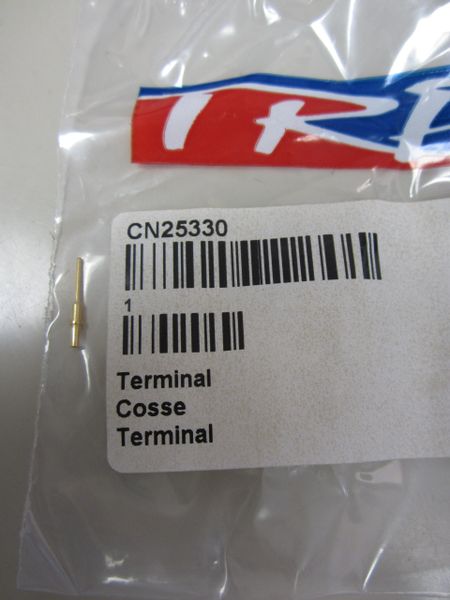 CN25330
1
Terminal
Cosse
Terminal